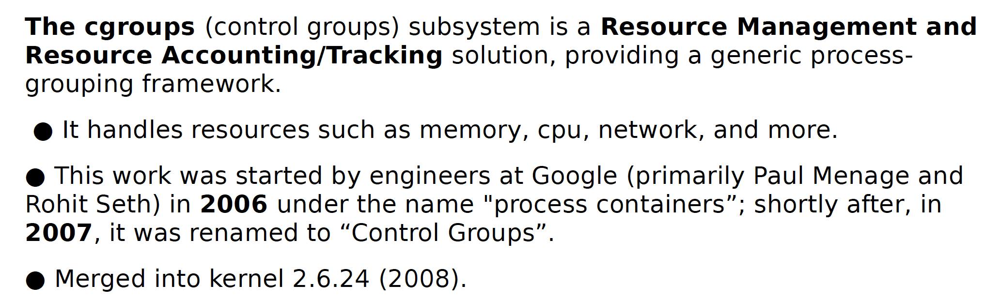 The cgroups (control groups) subsystem is a Resource Management and
Resource Accounting/Tracking solution, providing a generic process-
grouping framework.
● It handles resources such as memory, cpu, network, and more.
● This work was started by engineers at Google (primarily Paul Menage and
Rohit Seth) in 2006 under the name "process containers”; shortly after, in
2007, it was renamed to “Control Groups”.
● Merged into kernel 2.6.24 (2008).